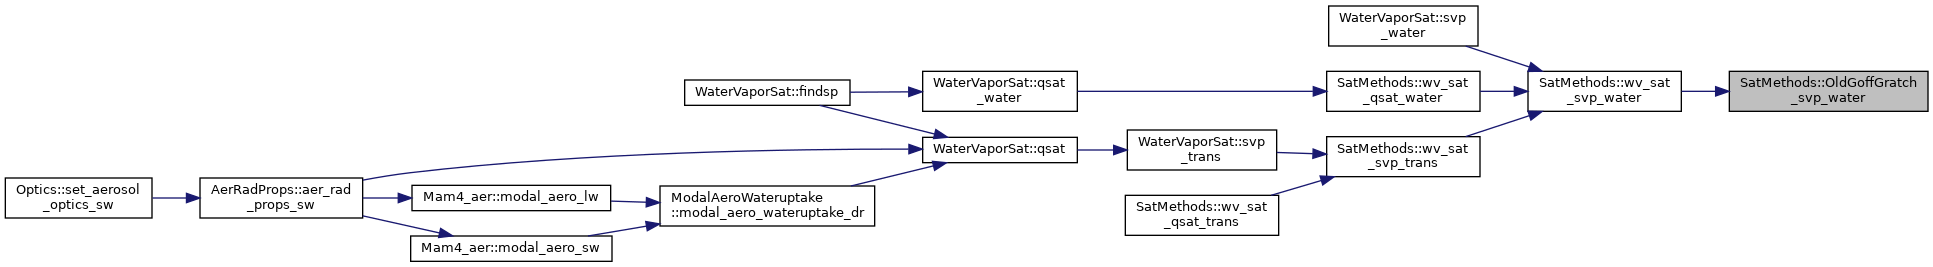 WaterVaporSat::svp
_water
SatMethods::OldGoffGratch
_svp_water
SatMethods::wv_sat
_svp_water
SatMethods::wv_sat
_qsat_water
WaterVaporSat::qsat
_water
WaterVaporSat::findsp
SatMethods::wv_sat
_svp_trans
WaterVaporSat::svp
_trans
WaterVaporSat::qsat
SatMethods::wv_sat
_qsat_trans
ModalAeroWateruptake
::modal_aero_wateruptake_dr
Mam4_aer::modal_aero_lw
Mam4_aer::modal_aero_sw
AerRadProps::aer_rad
_props_sw
Optics::set_aerosol
_optics_sw